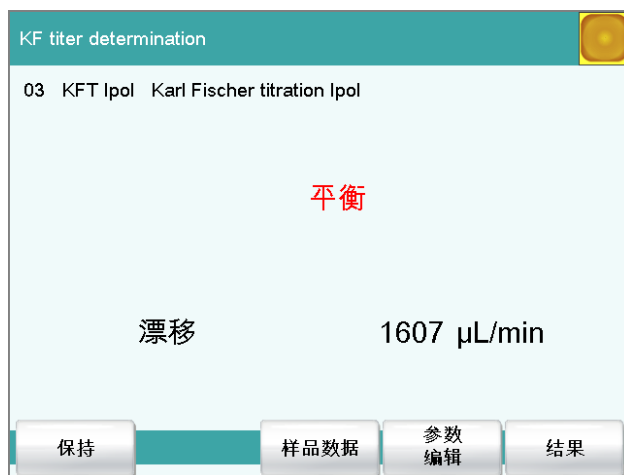 KF titer determination
03 KFT Ipol Karl Fischer titration Ipol
平衡
漂移 1607 µL/min
保持 样品数据 参数 结果
编辑